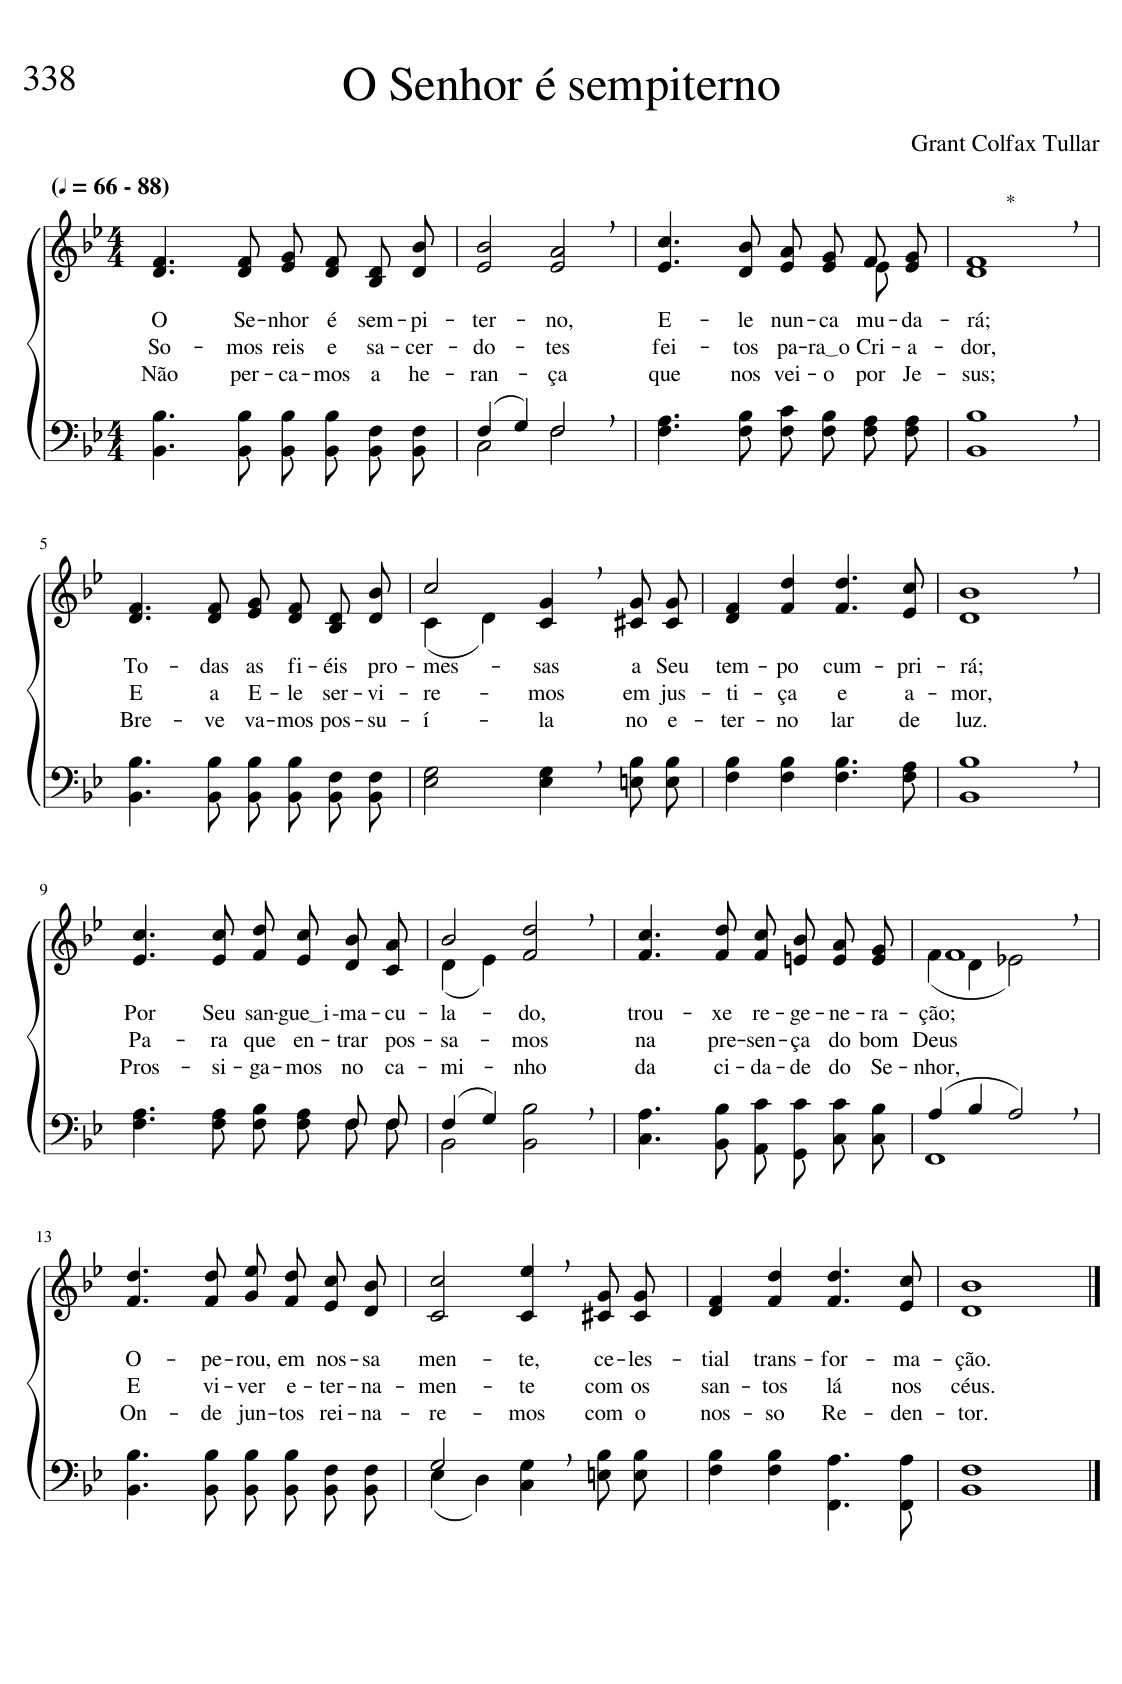 338
O Senhor é sempiterno
Grant Colfax Tullar
(♩ = 66 - 88)
*
O Se - nhor é sem - pi - ter - no, E - le nun - ca mu - da - rá;
So - mos reis e sa - cer - do - tes fei - tos pa - ra‿o Cri - a - dor,
Não per - ca - mos a he - ran - ça que nos vei - o por Je - sus;
5
To - das as fi - éis pro - mes - sas a Seu tem - po cum - pri - rá;
E a E - le ser - vi - re - mos em jus - ti - ça e a - mor,
Bre - ve va - mos pos - su - í - la no e - ter - no lar de luz.
9
Por Seu san - gue‿i -ma - cu - la - do, trou - xe re - ge - ne - ra - ção;
Pa - ra que en - trar pos - sa - mos na pre - sen - ça do bom Deus
Pros - si - ga - mos no ca - mi - nho da ci - da - de do Se - nhor,
13
O - pe - rou, em nos - sa men - te, ce - les - tial trans - for - ma - ção.
E vi - ver e - ter - na - men - te com os san - tos lá nos céus.
On - de jun - tos rei - na - re - mos com o nos - so Re - den - tor.